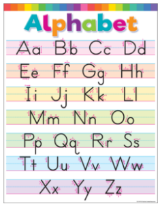 Alphabet
Aa Bb Cc Dd
Ee Ff Gg Hh
Ii Jj Kk Ll
Mm Nn Oo
Pp Qq Rr Ss
Tt Uu Vv Ww
Xx Yy Zz